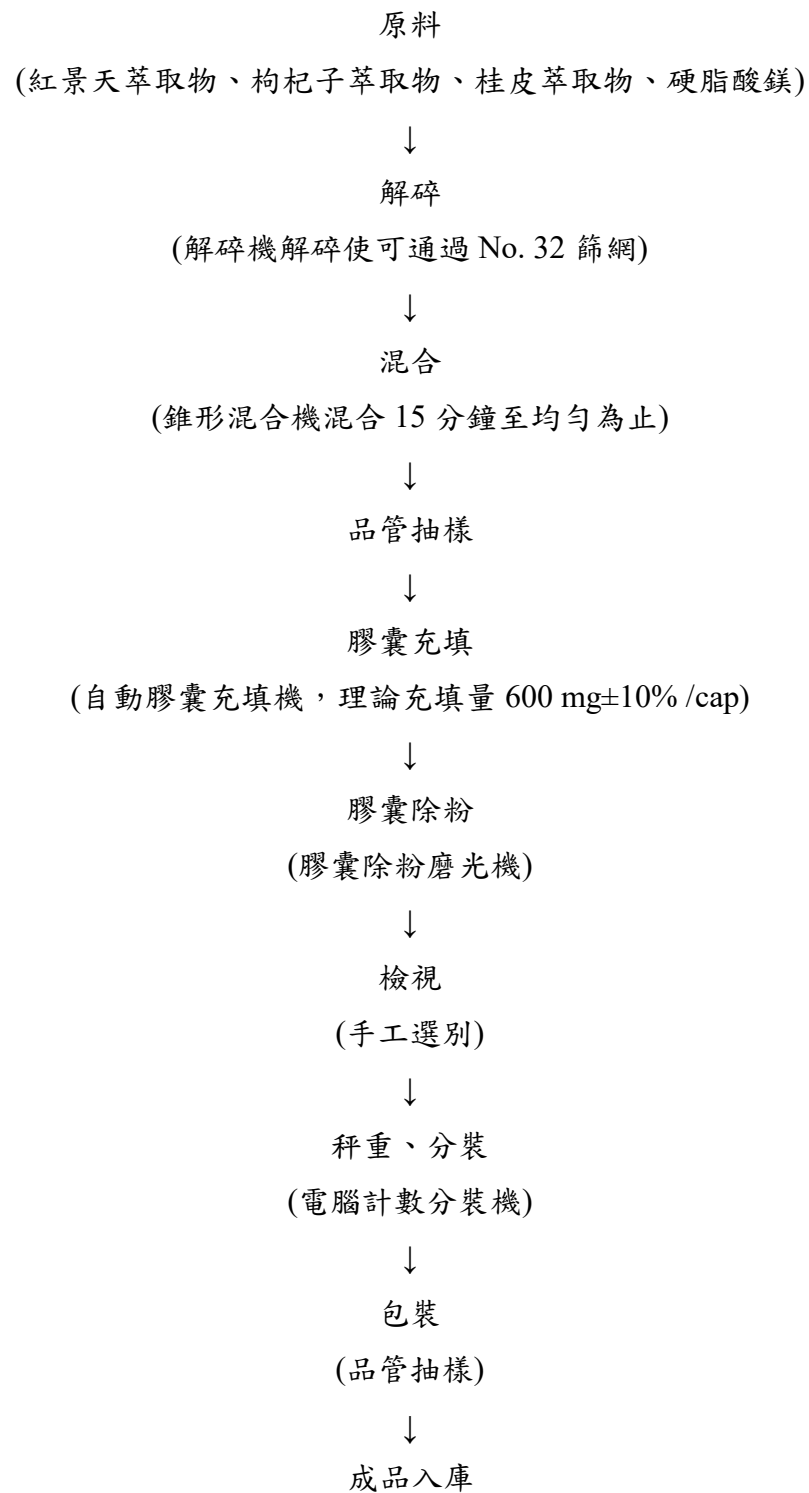 原料
(紅景天萃取物、枸杞子萃取物、桂皮萃取物、硬脂酸鎂)
↓
解碎
(解碎機解碎使可通過 No. 32 篩網)
↓
混合
(錐形混合機混合 15 分鐘至均勻為止)
↓
品管抽樣
↓
膠囊充填
(自動膠囊充填機，理論充填量 600 mg±10% /cap)
↓
膠囊除粉
(膠囊除粉磨光機)
↓
檢視
(手工選別)
↓
秤重、分裝
(電腦計數分裝機)
↓
包裝
(品管抽樣)
↓
成品入庫